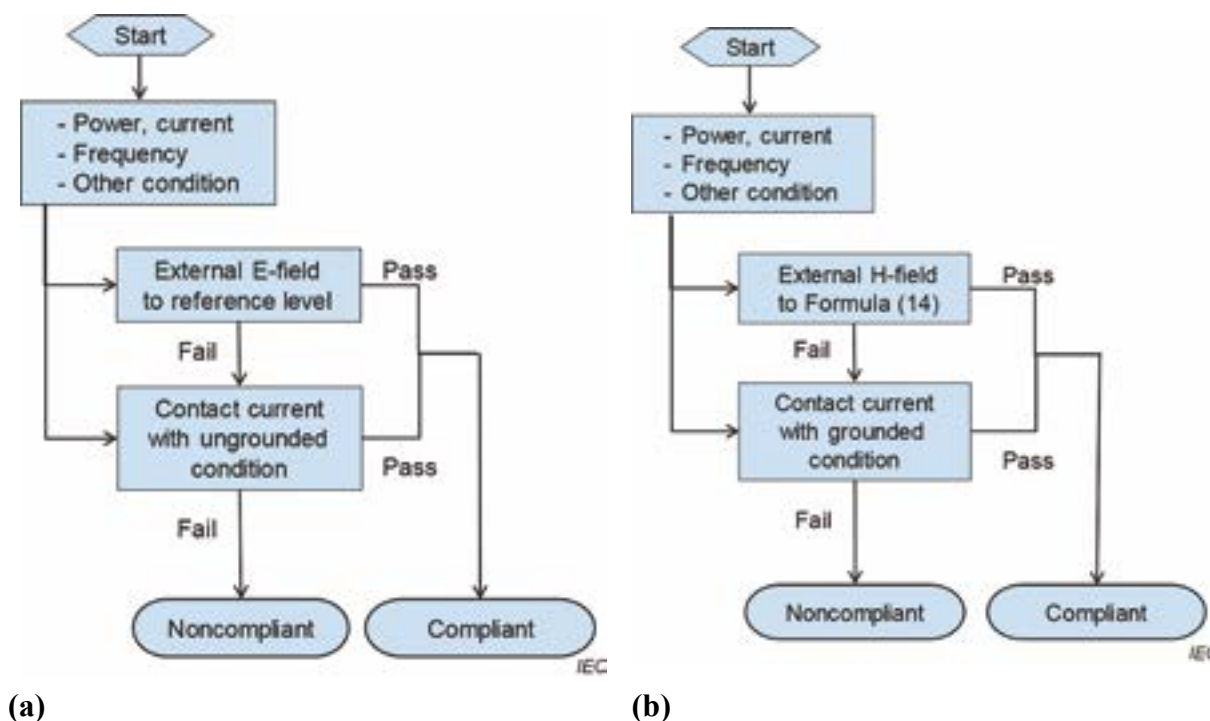 Start
- Power, current
- Frequency
- Other condition
External E-field
to reference level
Pass
Fail
Contact current
with ungrounded
condition
Pass
Fail
Noncompliant
Compliant
IEC
(a)
Start
- Power, current
- Frequency
- Other condition
External H-field
to Formula (14)
Pass
Fail
Contact current
with grounded
condition
Pass
Fail
Noncompliant
Compliant
IEC
(b)